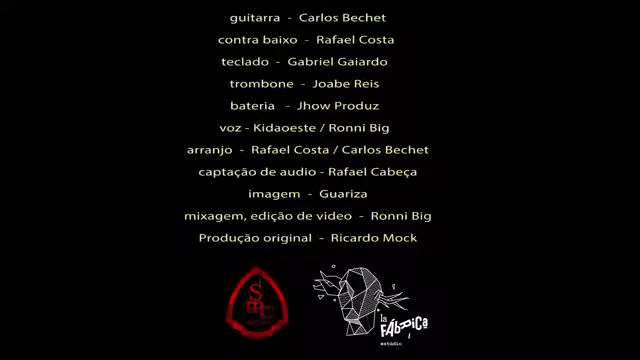 guitarra - Carlos Bechet
contra baixo - Rafael Costa
teclado - Gabriel Gaiardo
trombone - Joabe Reis
bateria - Jhow Produz
voz - Kidaoeste / Ronni Big
arranjo - Rafael Costa / Carlos Bechet
captação de audio - Rafael Cabeça
imagem - Guariza
mixagem, edição de video - Ronni Big
Produção original - Ricardo Mock
la
FÁbRiCa
estúdio